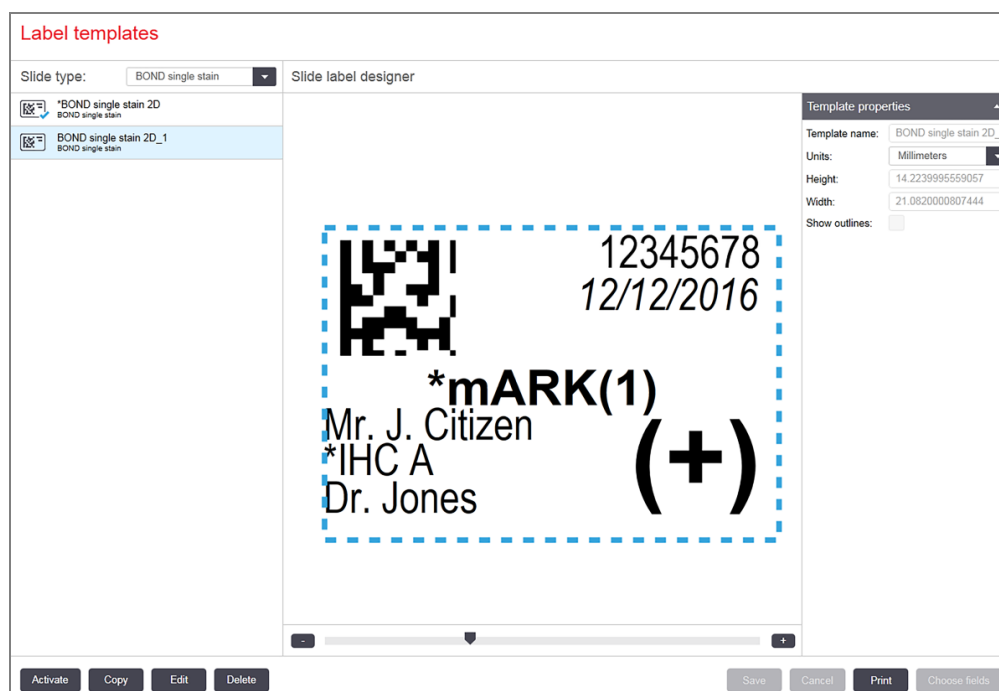 Label templates
Slide type: BOND single stain
Slide label designer
*BOND single stain 2D
BOND single stain
BOND single stain 2D_1
BOND single stain
Template properties
Template name: BOND single stain 2D_
Units: Millimeters
Height: 14.2239995559057
Width: 21.0820000807444
Show outlines:
12345678
12/12/2016
*mARK(1)
Mr. J. Citizen
*IHC A
Dr. Jones
(+)
- +
Activate Copy Edit Delete Save Cancel Print Choose fields